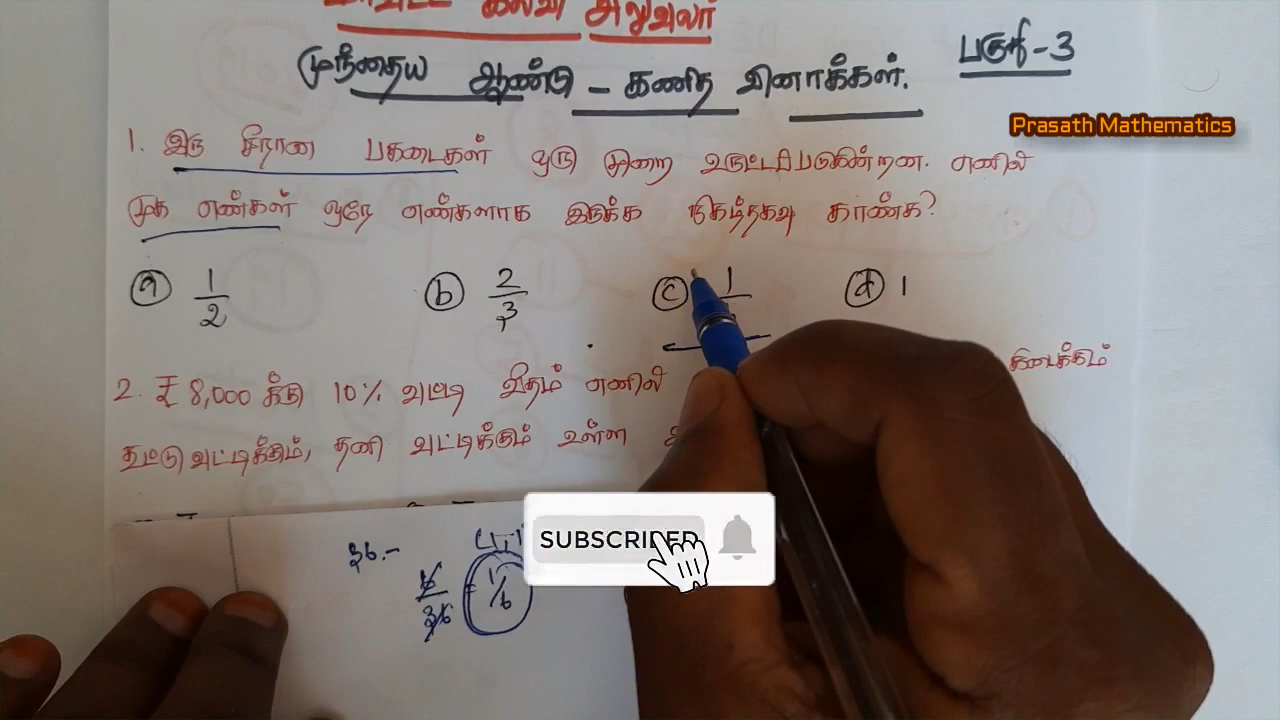 அலுவலர்
முந்தைய ஆண்டு - கணித வினாக்கள்.
பகுதி - 3
Prasath Mathematics
1. இரு சீரான பகடைகள் ஒரு முறை உருட்டப்படுகின்றன. எனில்
முக எண்கள் ஒரே எண்களாக இருக்க நிகழ்தகவு காண்க?
a 1/2 b 2/3 c 1 d 1
2. ₹ 8,000 க்கு 10% வட்டி வீதம் எனில் கிடைக்கும்
கூட்டு வட்டிக்கும், தனி வட்டிக்கும் உள்ள
36.-
6/36 = 1/6
SUBSCRIBED